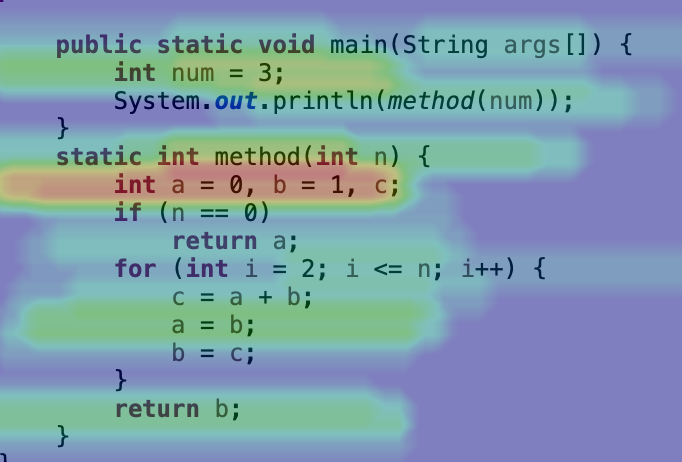 public static void main(String args[]) {
int num = 3;
System.out.println(method(num));
}
static int method(int n) {
int a = 0, b = 1, c;
if (n == 0)
return a;
for (int i = 2; i <= n; i++) {
c = a + b;
a = b;
b = c;
}
return b;
}
}